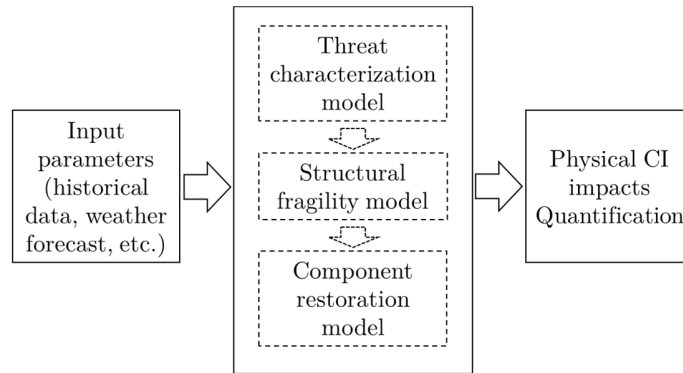 Input
parameters
(historical
data, weather
forecast, etc.)
Threat
characterization
model
Structural
fragility model
Component
restoration
model
Physical CI
impacts
Quantification